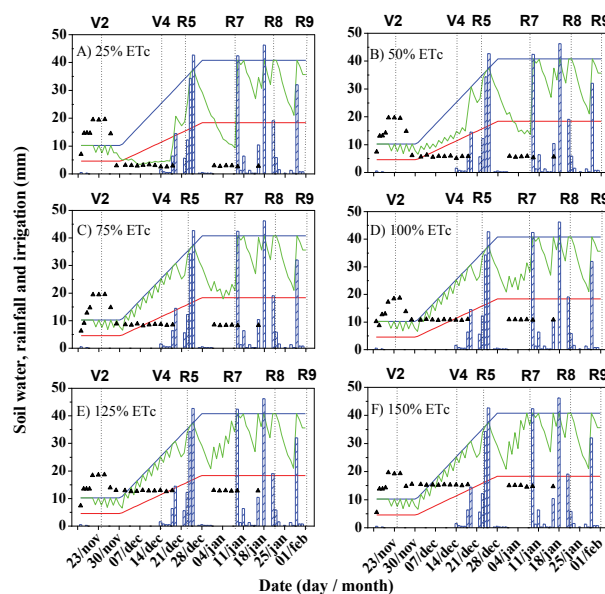 V2 V4 R5 R7 R8 R9 V2 V4 R5 R7 R8 R9
50 A) 25% ETc 50 B) 50% ETc
40 40
30 30
20 20
10 10
0 0
V2 V4 R5 R7 R8 R9 V2 V4 R5 R7 R8 R9
50 C) 75% ETc 50 D) 100% ETc
40 40
30 30
20 20
10 10
0 0
V2 V4 R5 R7 R8 R9 V2 V4 R5 R7 R8 R9
50 E) 125% ETc 50 F) 150% ETc
40 40
30 30
20 20
10 10
0 0
23/nov 30/nov 07/dec 14/dec 21/dec 28/dec 04/jan 11/jan 18/jan 25/jan 01/feb 23/nov 30/nov 07/dec 14/dec 21/dec 28/dec 04/jan 11/jan 18/jan 25/jan 01/feb
Soil water, rainfall and irrigation (mm)
Date (day / month)